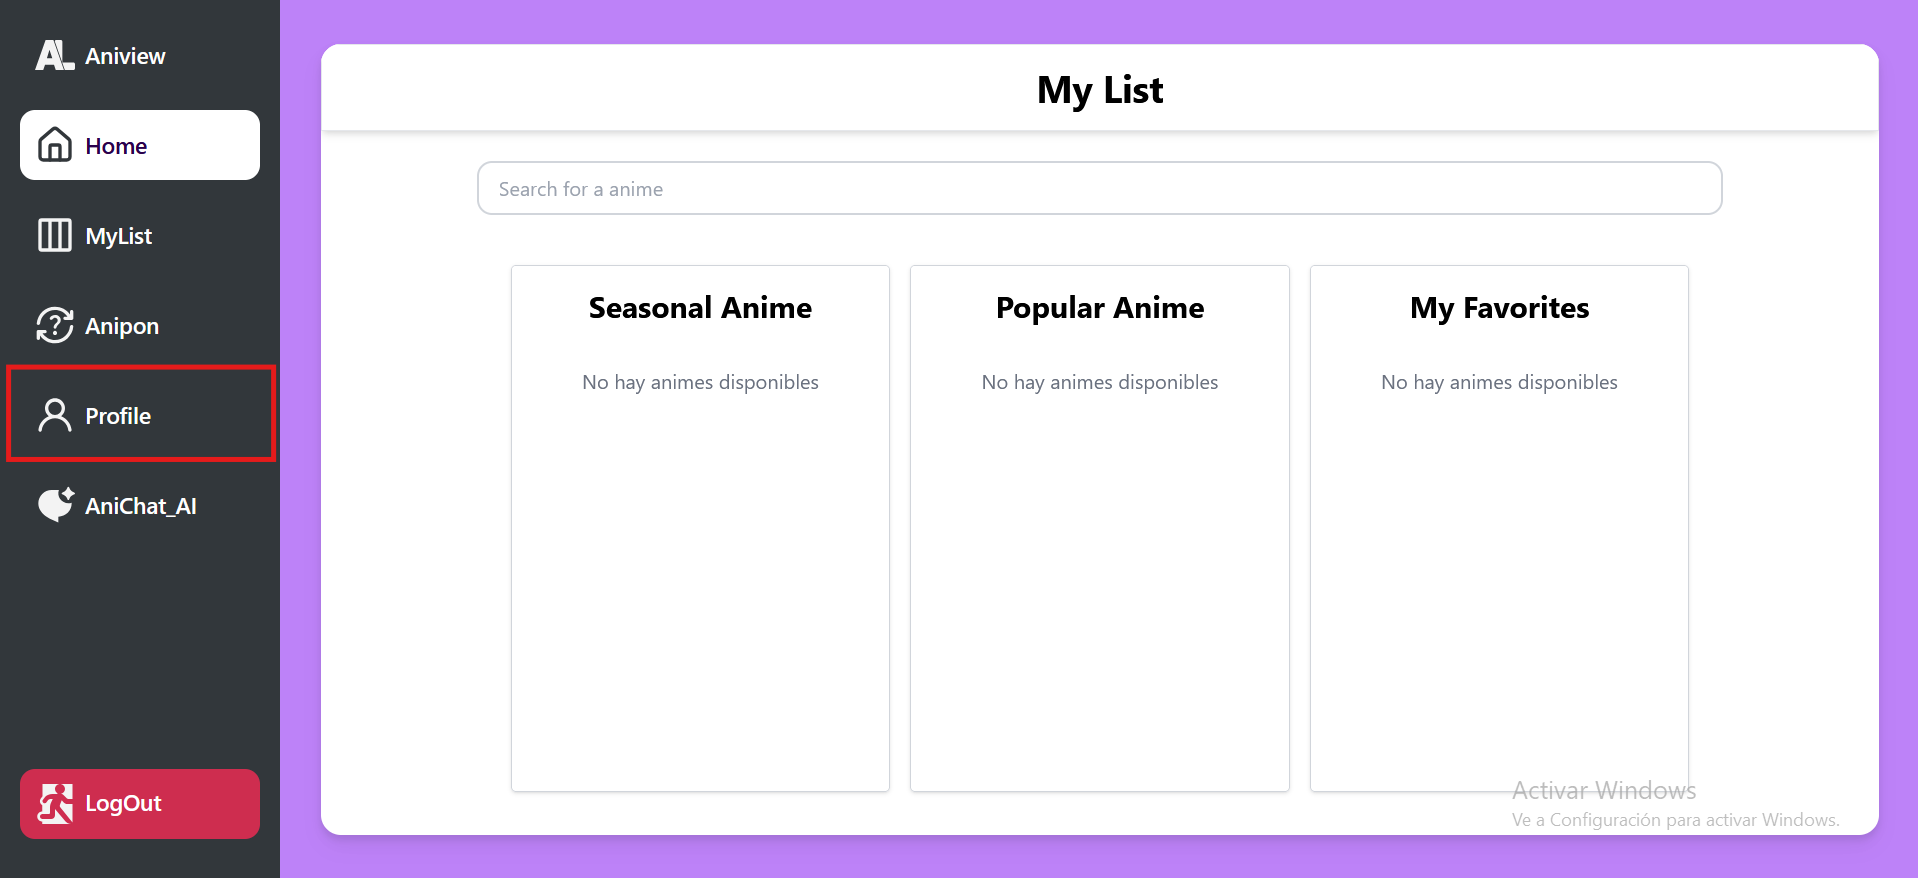 AL Aniview
Home
MyList
Anipon
Profile
AniChat_AI
LogOut
My List
Search for a anime
Seasonal Anime
No hay animes disponibles
Popular Anime
No hay animes disponibles
My Favorites
No hay animes disponibles
Activar Windows
Ve a Configuración para activar Windows.